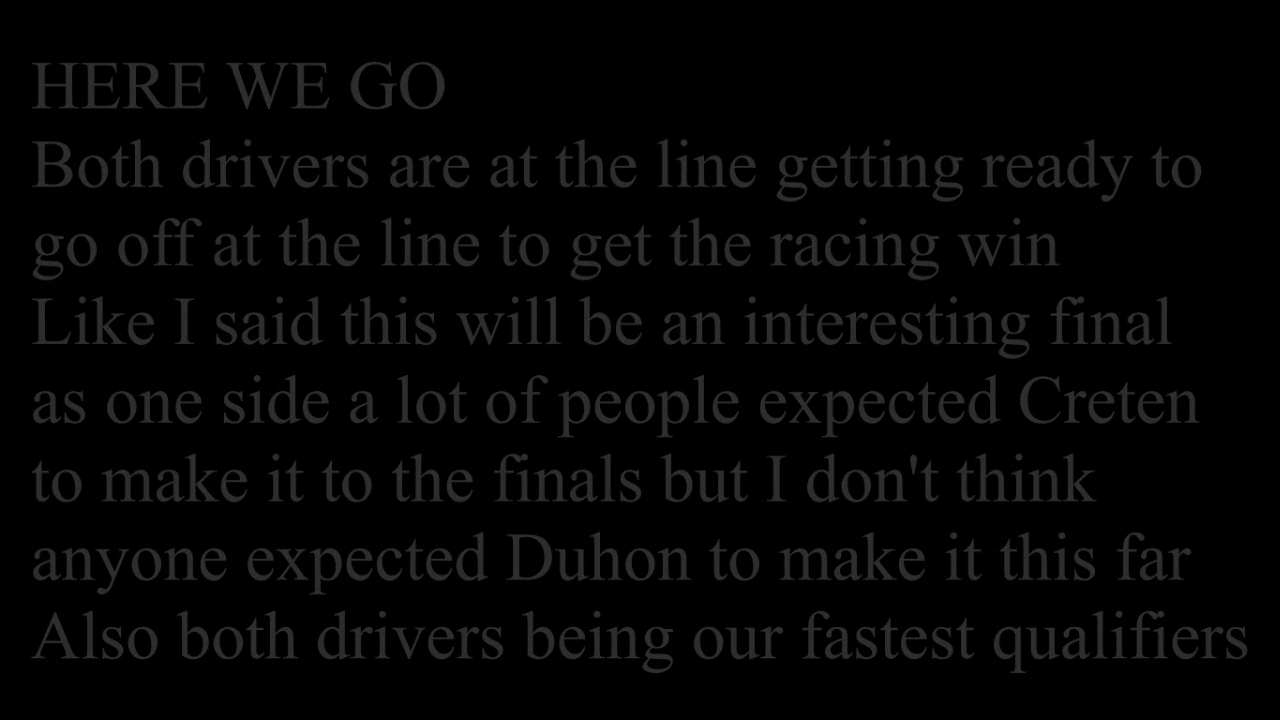 HERE WE GO
Both drivers are at the line getting ready to
go off at the line to get the racing win
Like I said this will be an interesting final
as one side a lot of people expected Creten
to make it to the finals but I don't think
anyone expected Duhon to make it this far
Also both drivers being our fastest qualifiers